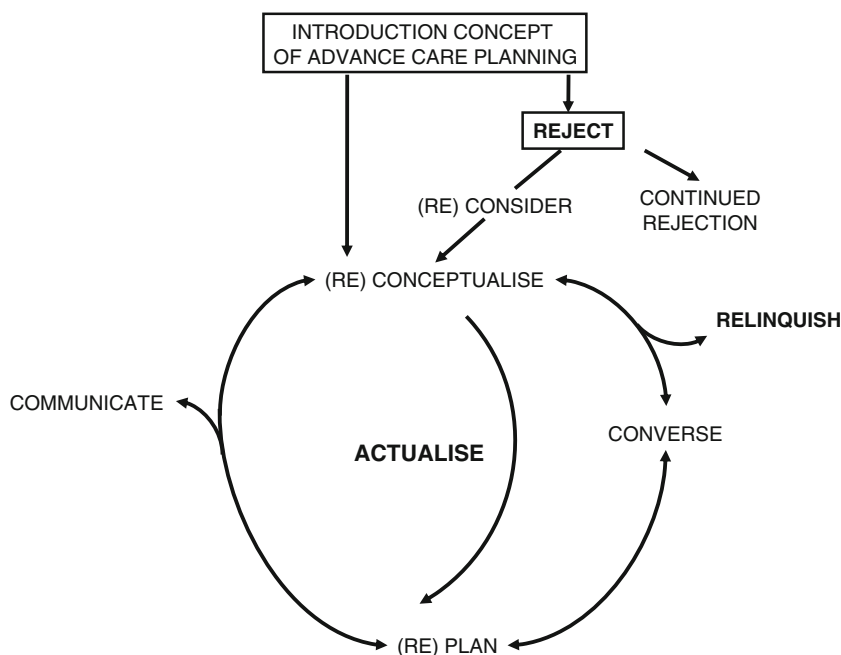 INTRODUCTION CONCEPT
OF ADVANCE CARE PLANNING
REJECT
(RE) CONSIDER
CONTINUED
REJECTION
(RE) CONCEPTUALISE
RELINQUISH
COMMUNICATE
CONVERSE
ACTUALISE
(RE) PLAN